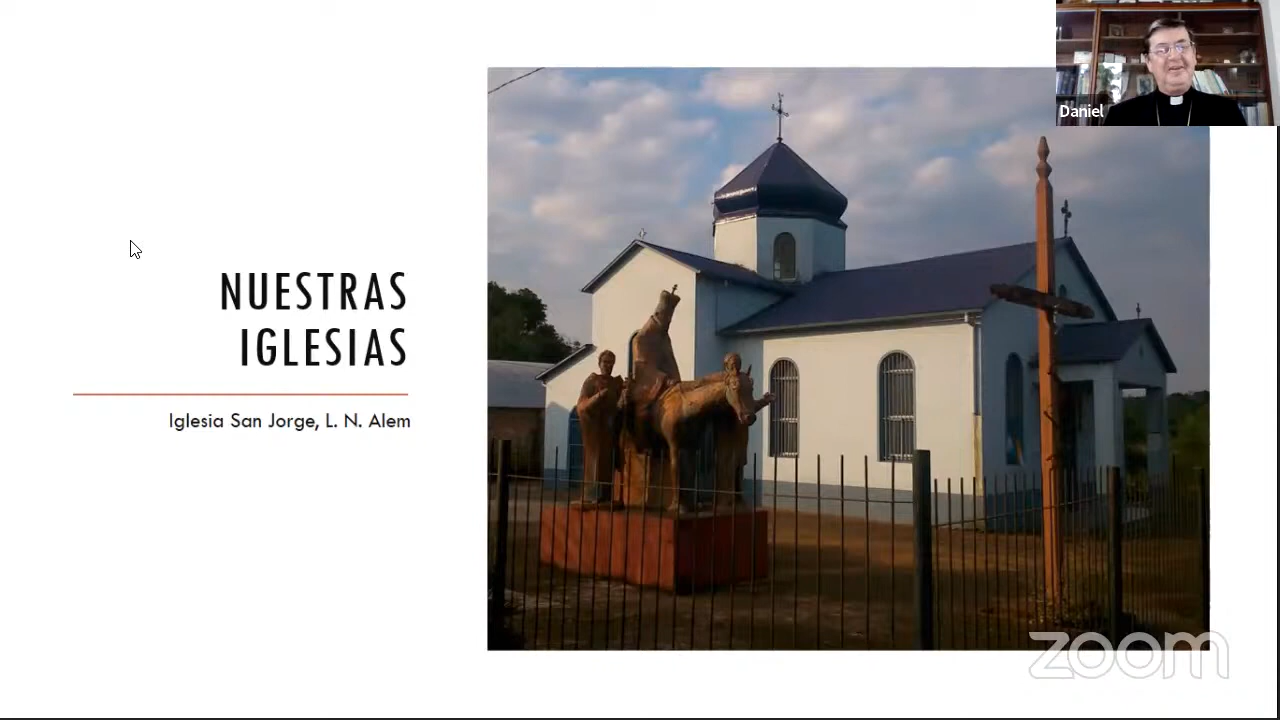 Daniel
NUESTRAS
IGLESIAS
Iglesia San Jorge, L. N. Alem
zoom